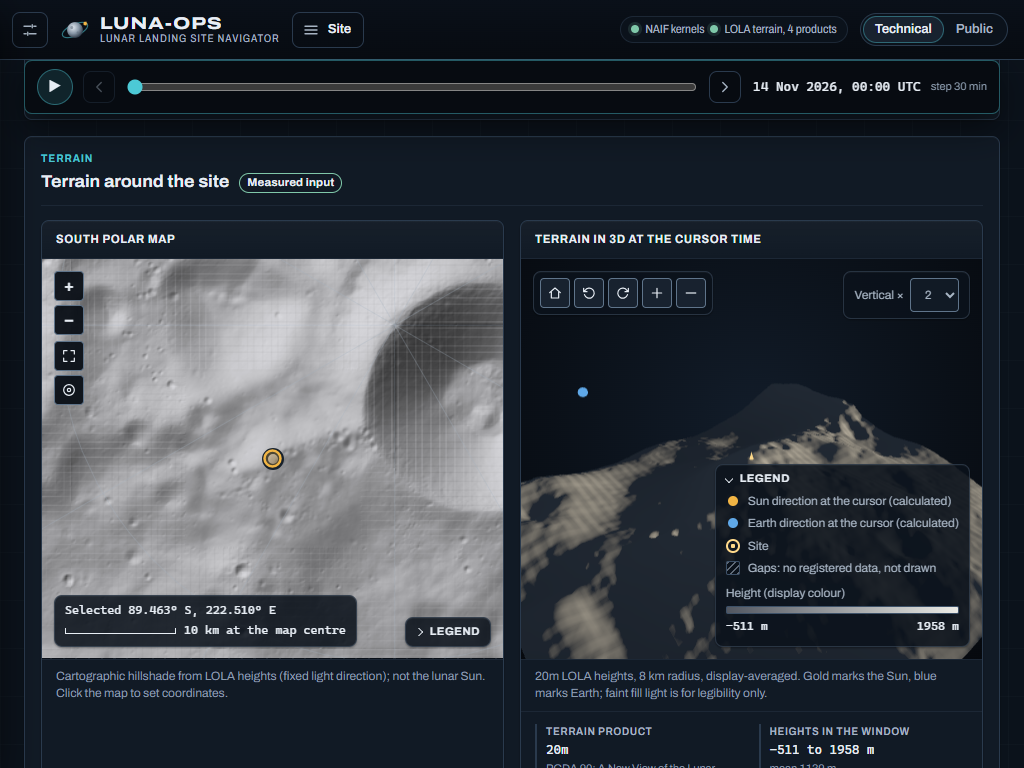 LUNA-OPS
LUNAR LANDING SITE NAVIGATOR
Site
NAIF kernels
LOLA terrain, 4 products
Technical
Public
14 Nov 2026, 00:00 UTC
step 30 min
TERRAIN
Terrain around the site
Measured input
SOUTH POLAR MAP
+
−
Selected 89.463° S, 222.510° E
10 km at the map centre
LEGEND
Cartographic hillshade from LOLA heights (fixed light direction); not the lunar Sun.
Click the map to set coordinates.
TERRAIN IN 3D AT THE CURSOR TIME
Vertical × 2
LEGEND
Sun direction at the cursor (calculated)
Earth direction at the cursor (calculated)
Site
Gaps: no registered data, not drawn
Height (display colour)
−511 m 1958 m
20m LOLA heights, 8 km radius, display-averaged. Gold marks the Sun, blue
marks Earth; faint fill light is for legibility only.
TERRAIN PRODUCT
20m
HEIGHTS IN THE WINDOW
−511 to 1958 m